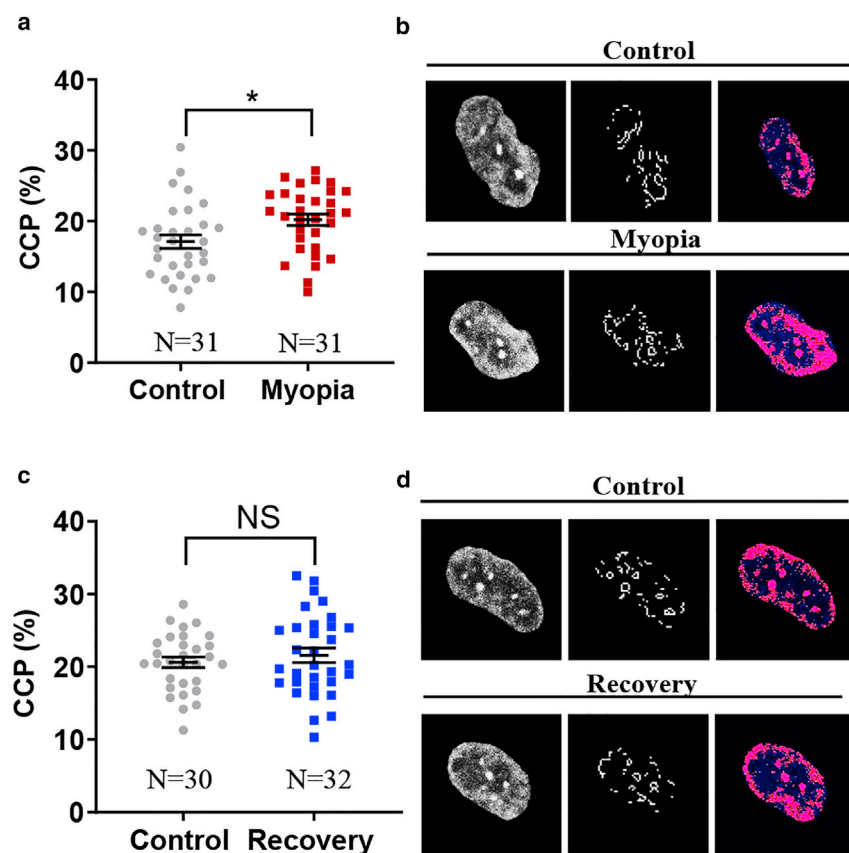 a
CCP (%)
40
30
20
10
0
*
N=31
N=31
Control
Myopia
b
Control
Myopia
c
CCP (%)
40
30
20
10
0
NS
N=30
N=32
Control
Recovery
d
Control
Recovery